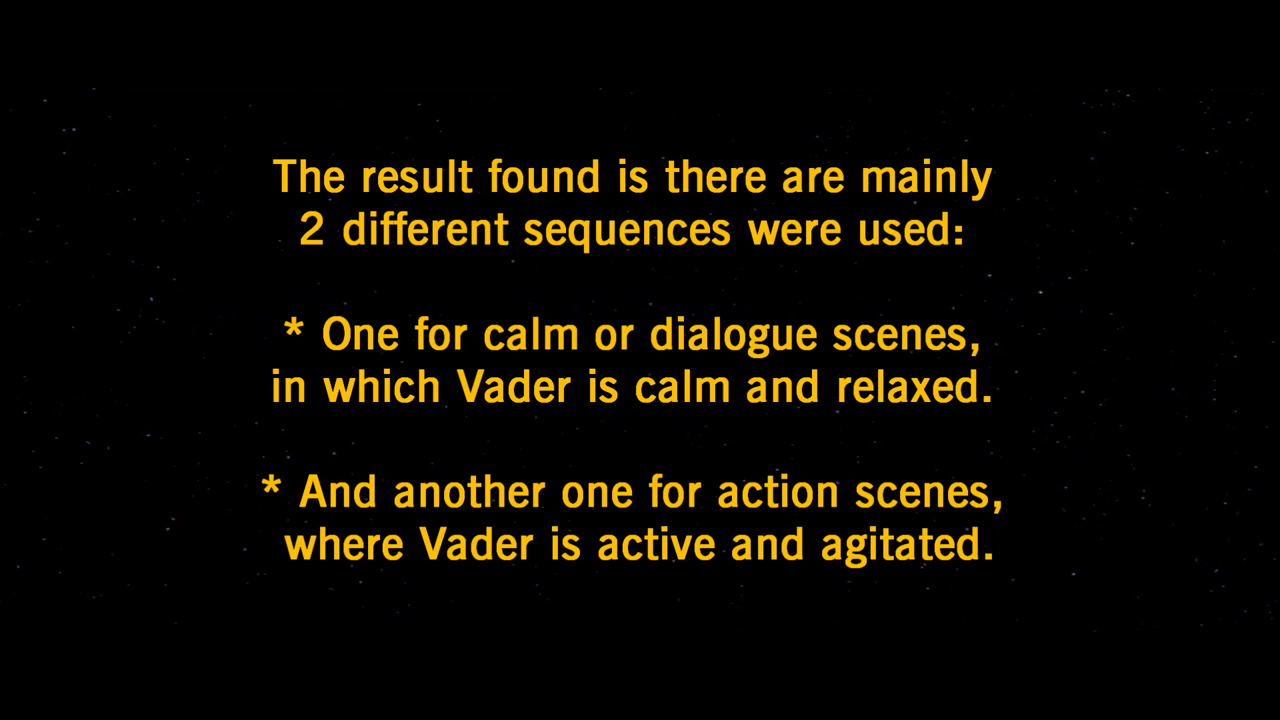 The result found is there are mainly
2 different sequences were used:
* One for calm or dialogue scenes,
in which Vader is calm and relaxed.
* And another one for action scenes,
where Vader is active and agitated.